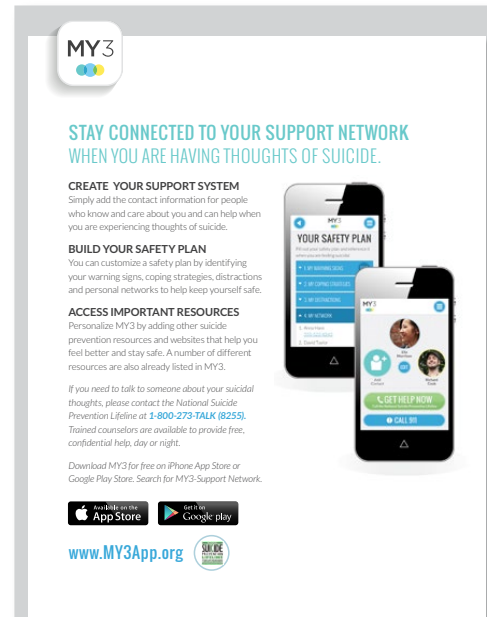 MY3
STAY CONNECTED TO YOUR SUPPORT NETWORK
WHEN YOU ARE HAVING THOUGHTS OF SUICIDE.
CREATE YOUR SUPPORT SYSTEM
Simply add the contact information for people
who know and care about you and can help when
you are experiencing thoughts of suicide.
BUILD YOUR SAFETY PLAN
You can customize a safety plan by identifying
your warning signs, coping strategies, distractions
and personal networks to help keep yourself safe.
ACCESS IMPORTANT RESOURCES
Personalize MY3 by adding other suicide
prevention resources and websites that help you
feel better and stay safe. A number of different
resources are also already listed in MY3.
If you need to talk to someone about your suicidal
thoughts, please contact the National Suicide
Prevention Lifeline at 1-800-273-TALK (8255).
Trained counselors are available to provide free,
confidential help, day or night.
Download MY3 for free on iPhone App Store or
Google Play Store. Search for MY3-Support Network.
Available on the
App Store
Get it on
Google play
www.MY3App.org
SUICIDE
PREVENTION
MY3
YOUR SAFETY PLAN
1. MY WARNING SIGNS
2. MY COPING STRATEGIES
3. MY DISTRACTIONS
4. MY NETWORK
MY3
GET HELP NOW
CALL 911